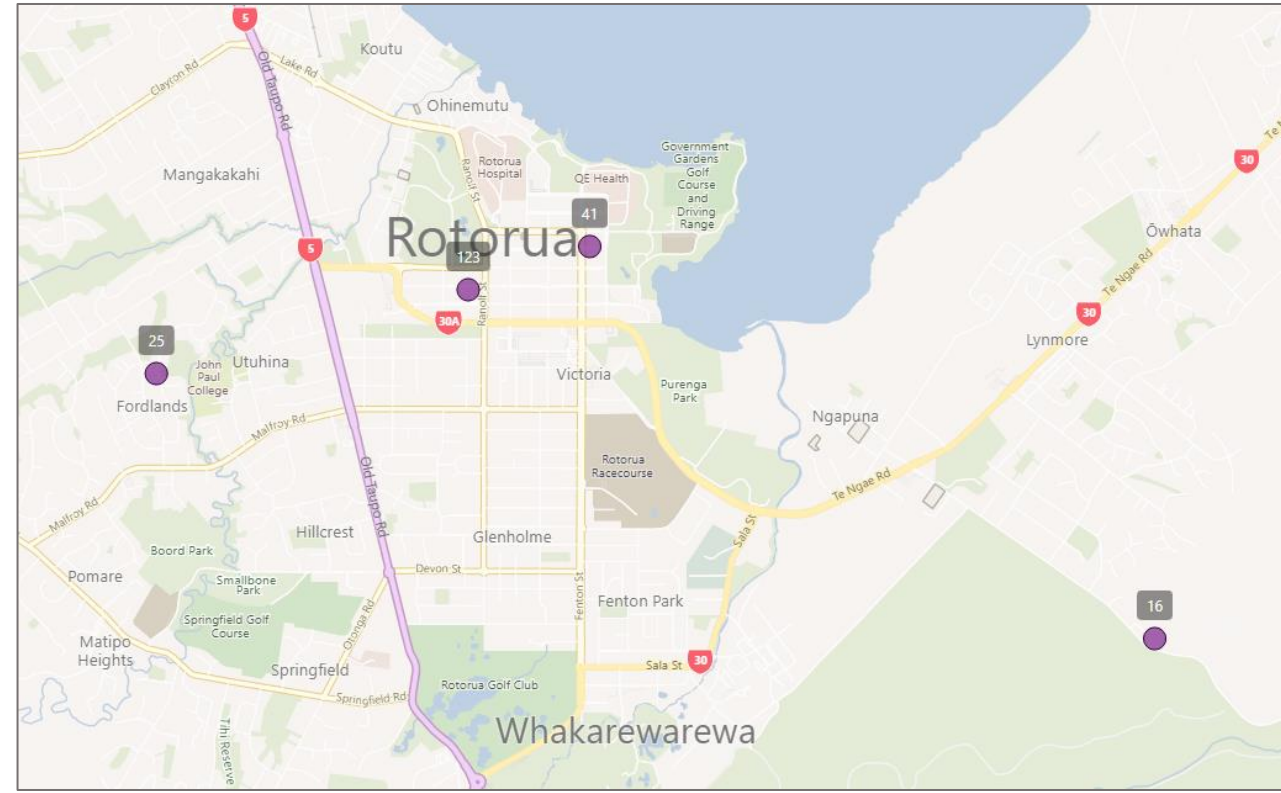 5
Koutu
Old Taupo Rd
Lake Rd
Clayton Rd
Ohinemutu
Government
Gardens
Golf
Course
and
Driving
Range
Rotorua
Hospital
Ranolf St
QE Health
Mangakakahi
30
Te N
41
Rotorua
Ōwhata
5
123
Te Ngae Rd
Ranolf St
30A
30
25
Lynmore
John
Paul
College
Utuhina
Victoria
Purenga
Park
Fordlands
Ngapuna
Malfroy Rd
Rotorua
Racecourse
Old Taupo Rd
Te Ngae Rd
Malfroy Rd
Hillcrest
Glenholme
Sala St
Boord Park
Devon St
Pomare
Smallbone
Park
Fenton St
Fenton Park
16
Springfield Golf
Course
Otonga Rd
Matipo
Heights
Springfield
Sala St
30
Rotorua Golf Club
Springfield Rd
Tihi Reserve
Whakarewarewa